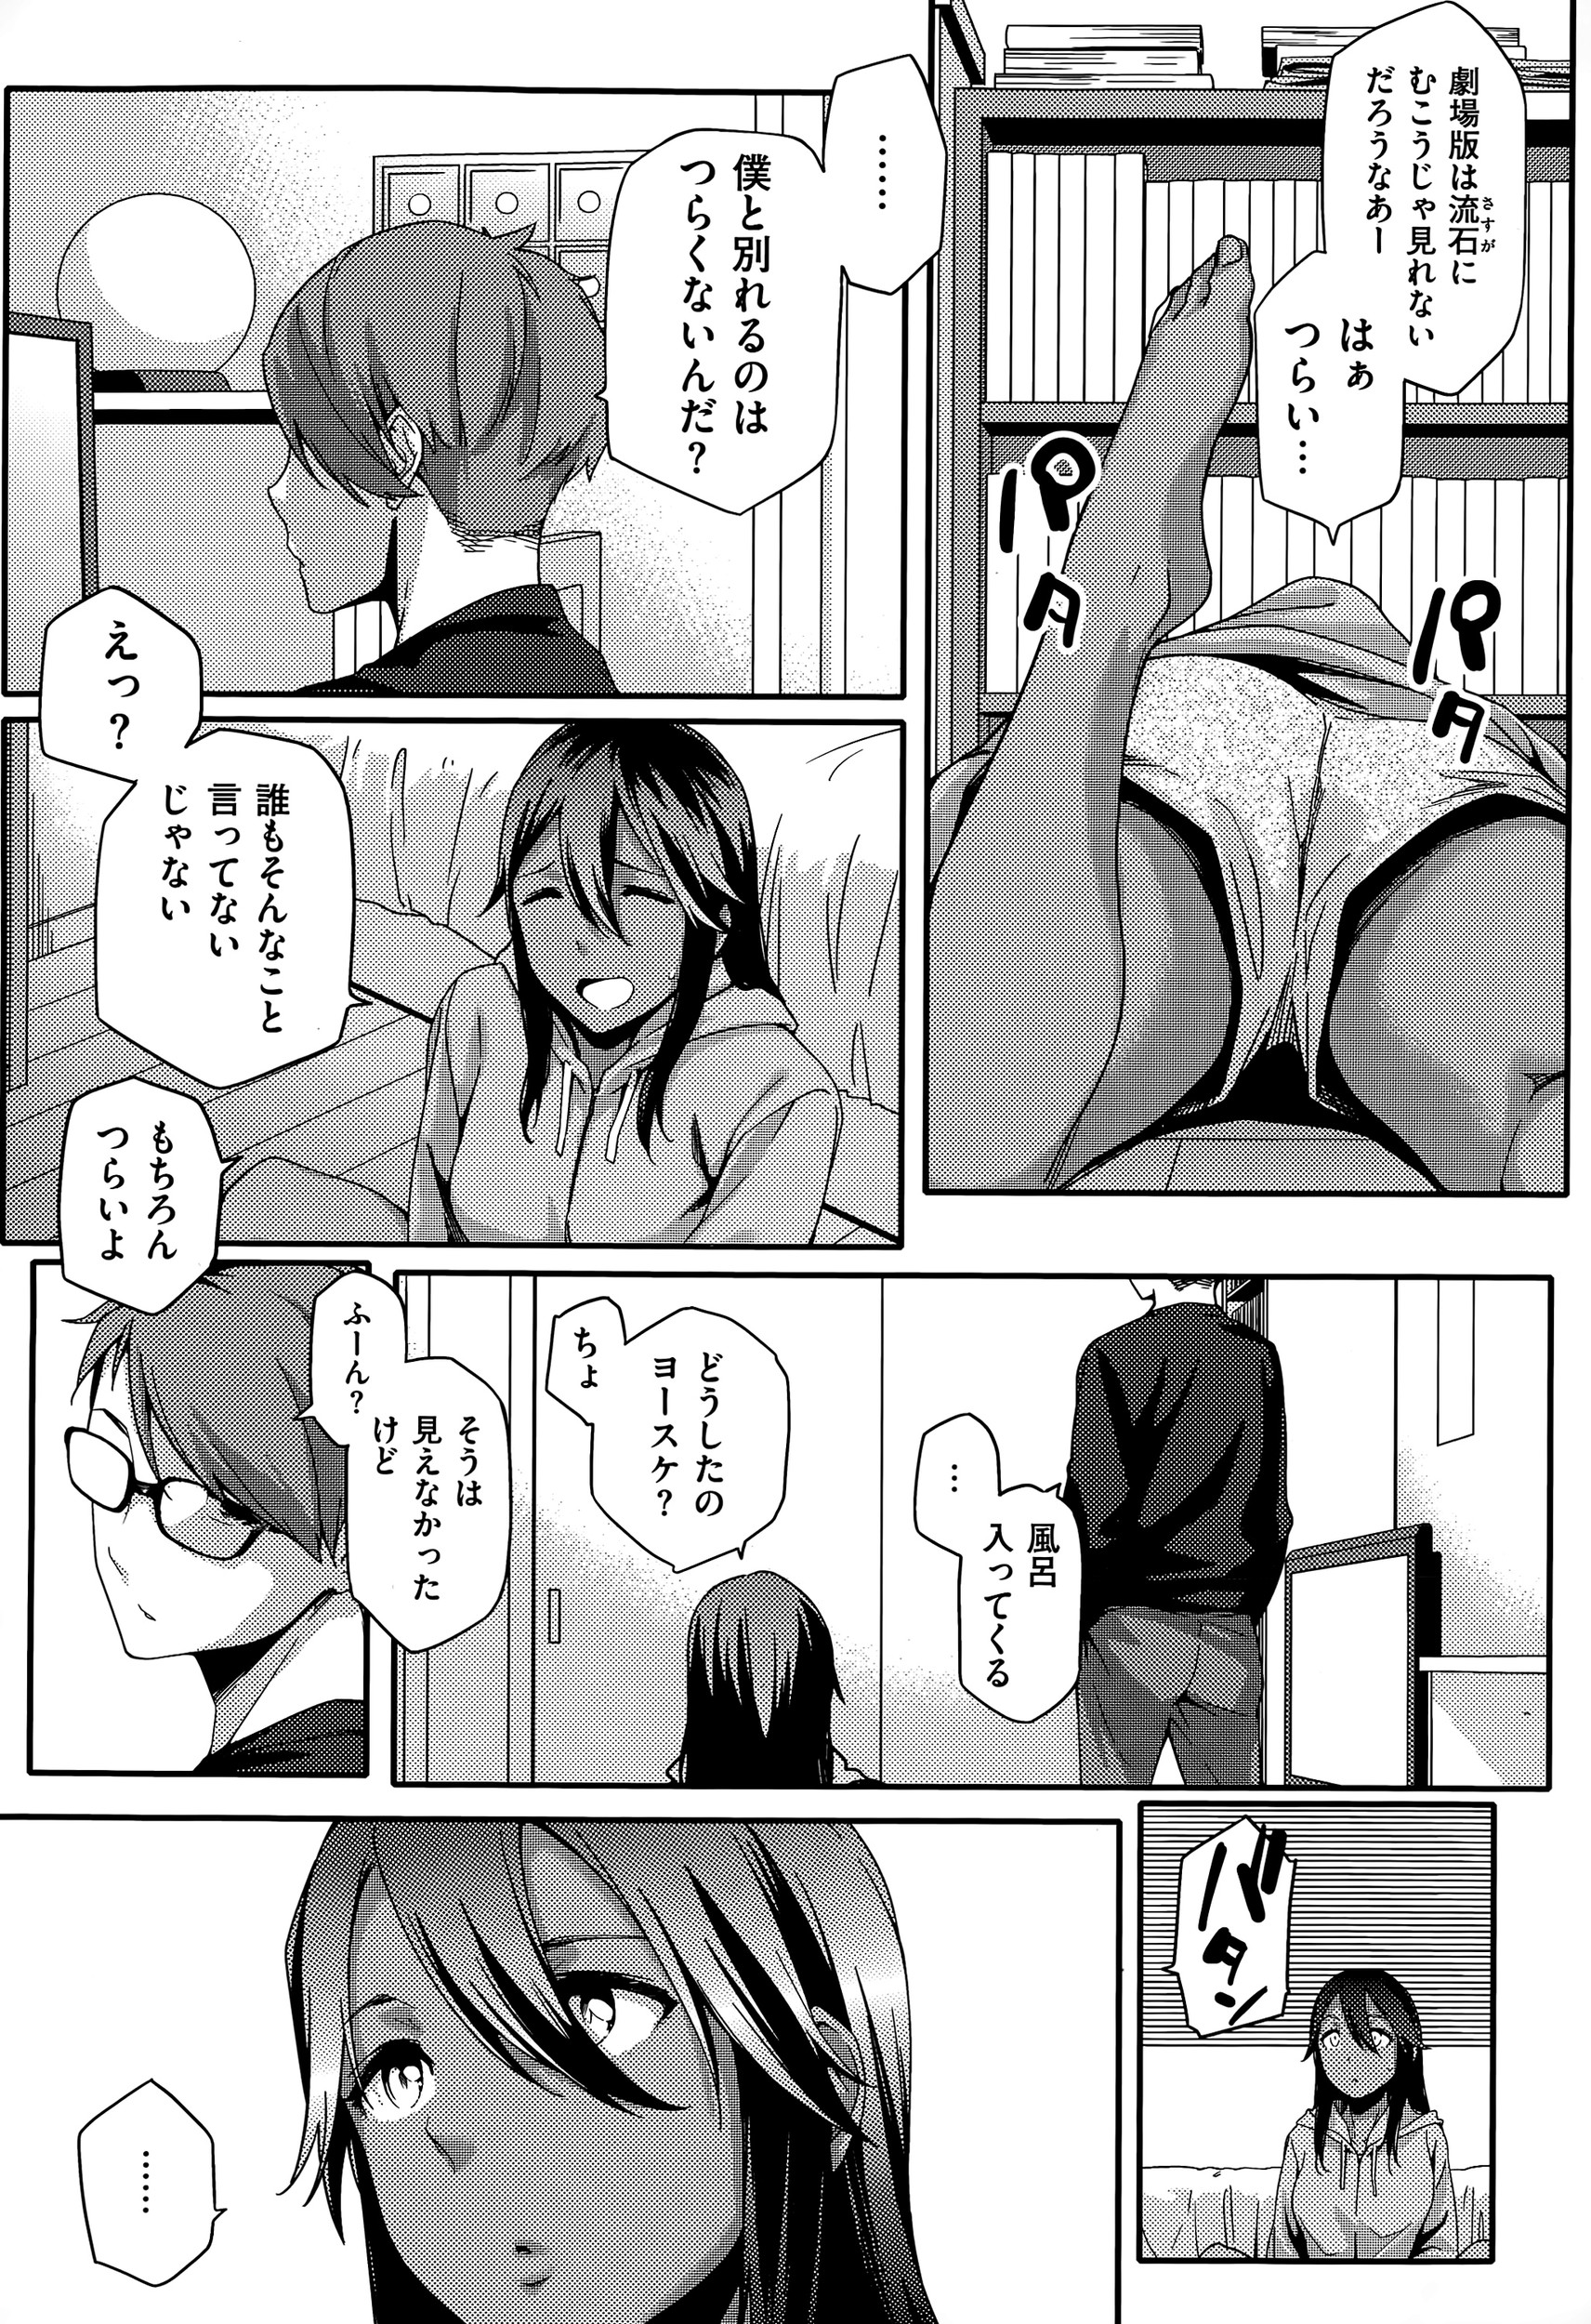 劇場版は流石に
さすが
むこうじゃ見れない
だろうなあー
はぁ
つらい…
パタ
パタ
……
僕と別れるのは
つらくないんだ？
えっ？
誰もそんなこと
言ってない
じゃない
もちろん
つらいよ
…
風呂
入ってくる
どうしたの
ヨースケ？
ちょ
ふーん？
そうは
見えなかった
けど
バタン
……